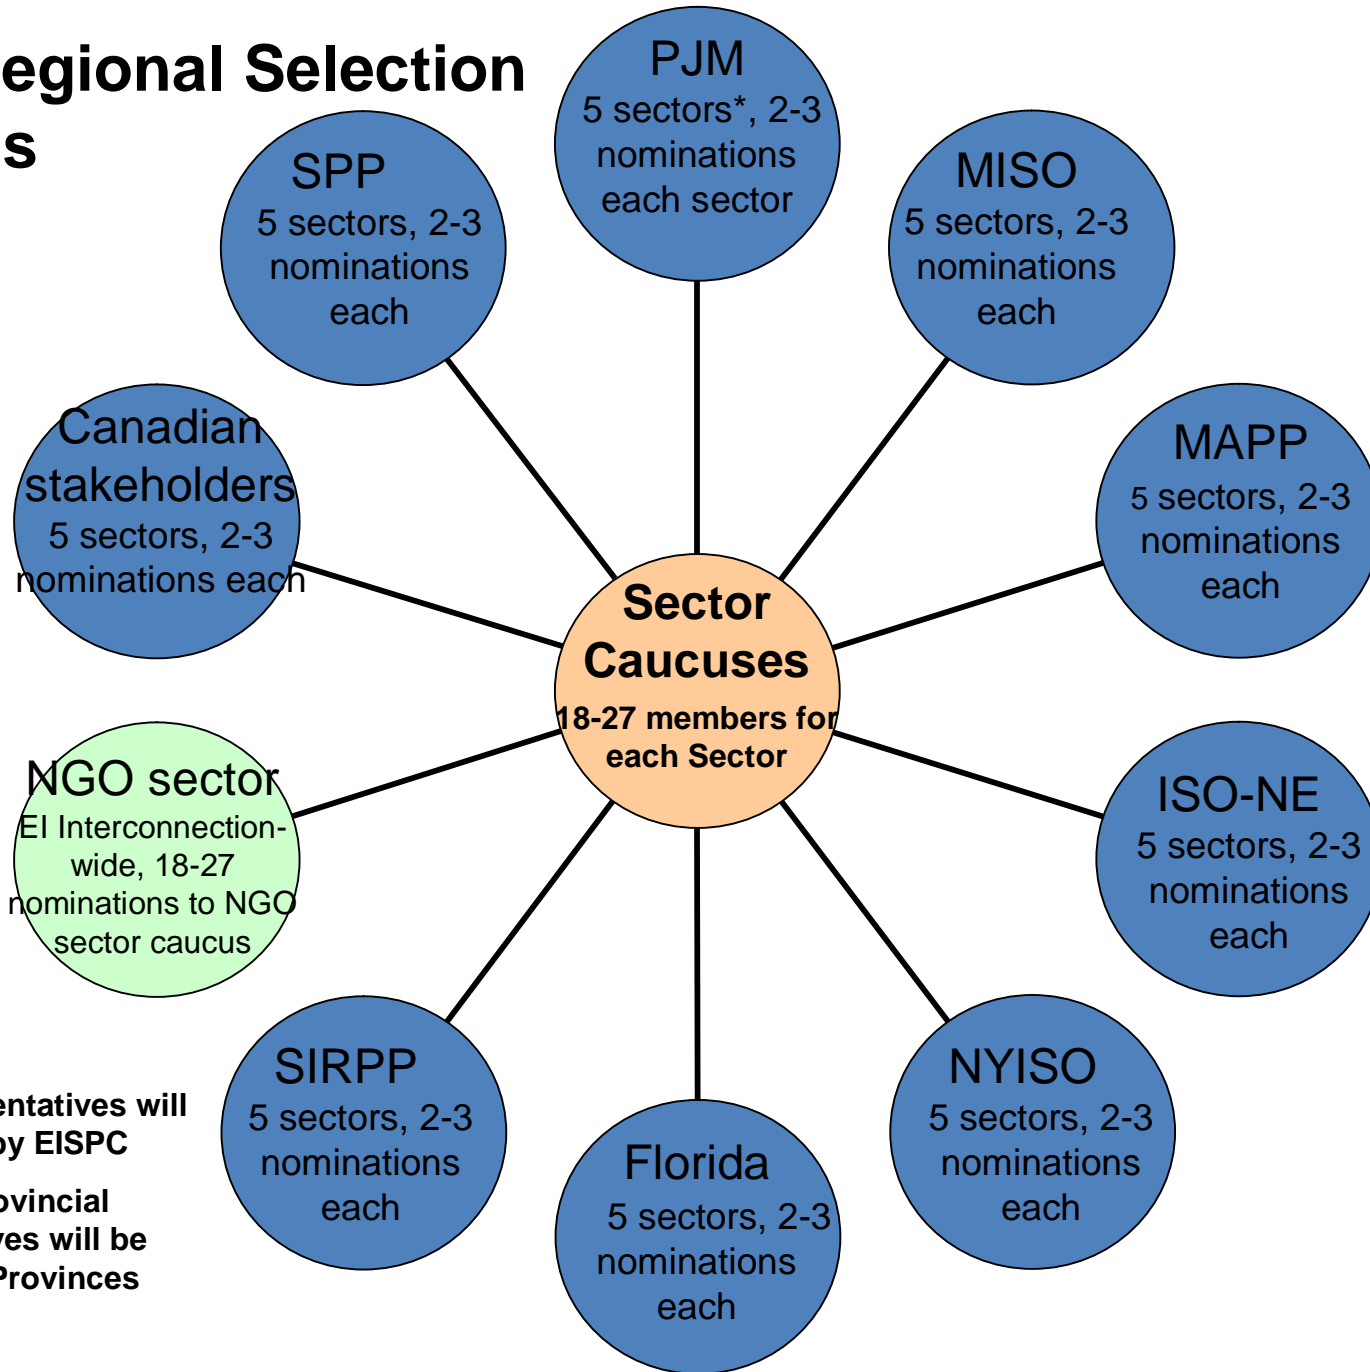 egional Selection
s
PJM
5 sectors*, 2-3
nominations
each sector
SPP
5 sectors, 2-3
nominations
each
MISO
5 sectors, 2-3
nominations
each
Canadian
stakeholders
5 sectors, 2-3
nominations each
MAPP
5 sectors, 2-3
nominations
each
Sector
Caucuses
18-27 members for
each Sector
NGO sector
EI Interconnection-
wide, 18-27
nominations to NGO
sector caucus
ISO-NE
5 sectors, 2-3
nominations
each
SIRPP
5 sectors, 2-3
nominations
each
NYISO
5 sectors, 2-3
nominations
each
Florida
5 sectors, 2-3
nominations
each
entatives will
by EISPC
ovincial
ves will be
Provinces